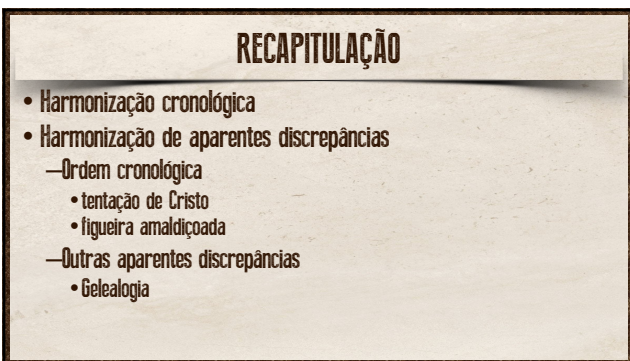 RECAPITULAÇÃO
• Harmonização cronológica
• Harmonização de aparentes discrepâncias
–Ordem cronológica
• tentação de Cristo
• figueira amaldiçoada
–Outras aparentes discrepâncias
• Gelealogia